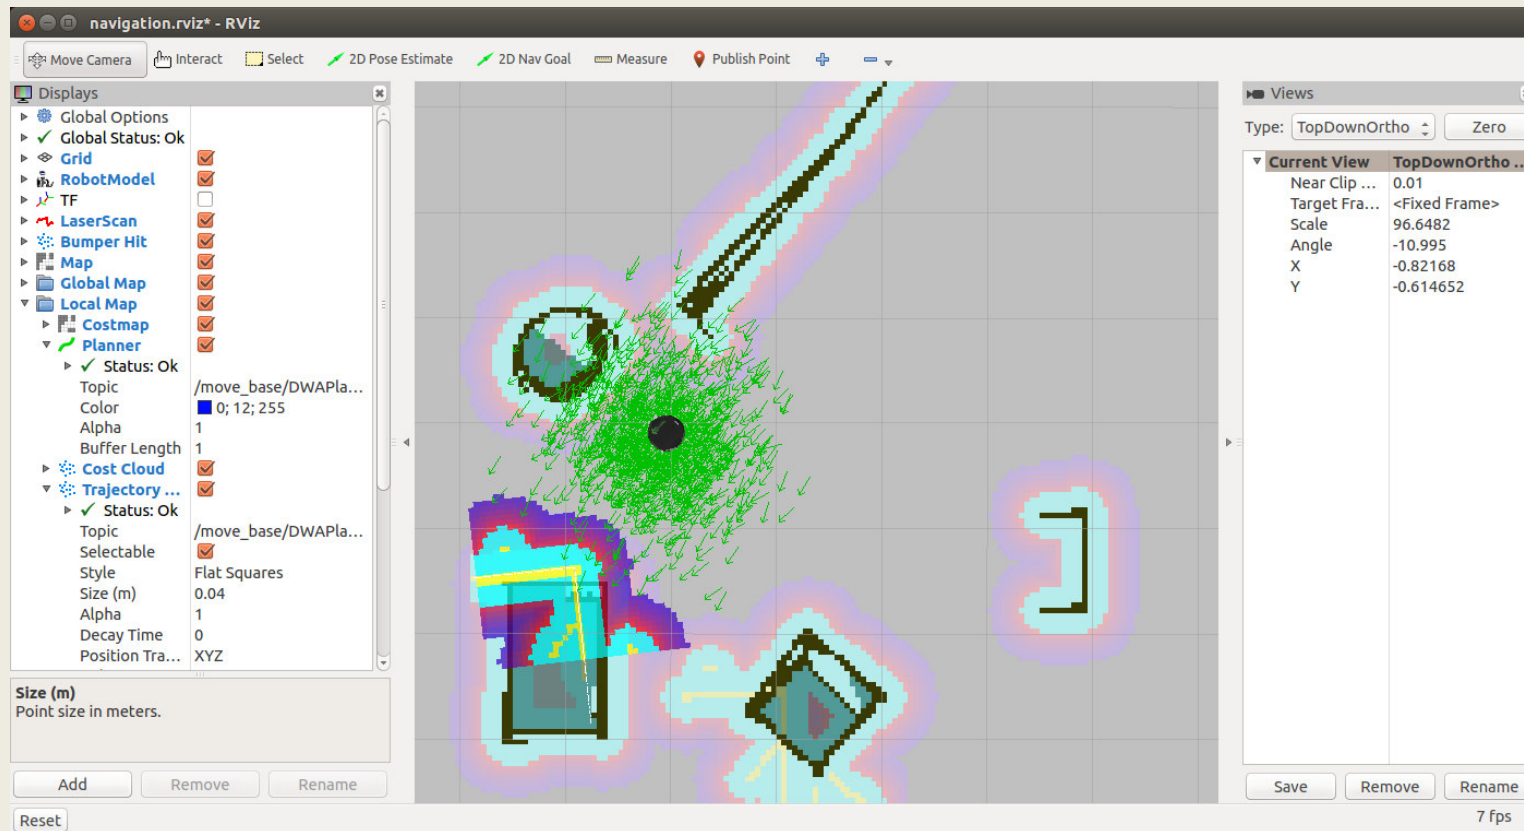 navigation.rviz* - RViz
Move Camera Interact Select 2D Pose Estimate 2D Nav Goal Measure Publish Point
Displays
Global Options
Global Status: Ok
Grid
RobotModel
TF
LaserScan
Bumper Hit
Map
Global Map
Local Map
Costmap
Planner
Status: Ok
Topic /move_base/DWAPla...
Color 0; 12; 255
Alpha 1
Buffer Length 1
Cost Cloud
Trajectory ...
Status: Ok
Topic /move_base/DWAPla...
Selectable
Style Flat Squares
Size (m) 0.04
Alpha 1
Decay Time 0
Position Tra... XYZ
Size (m)
Point size in meters.
Add Remove Rename
Reset
Views
Type: TopDownOrtho Zero
Current View TopDownOrtho ...
Near Clip ... 0.01
Target Fra... <Fixed Frame>
Scale 96.6482
Angle -10.995
X -0.82168
Y -0.614652
Save Remove Rename
7 fps